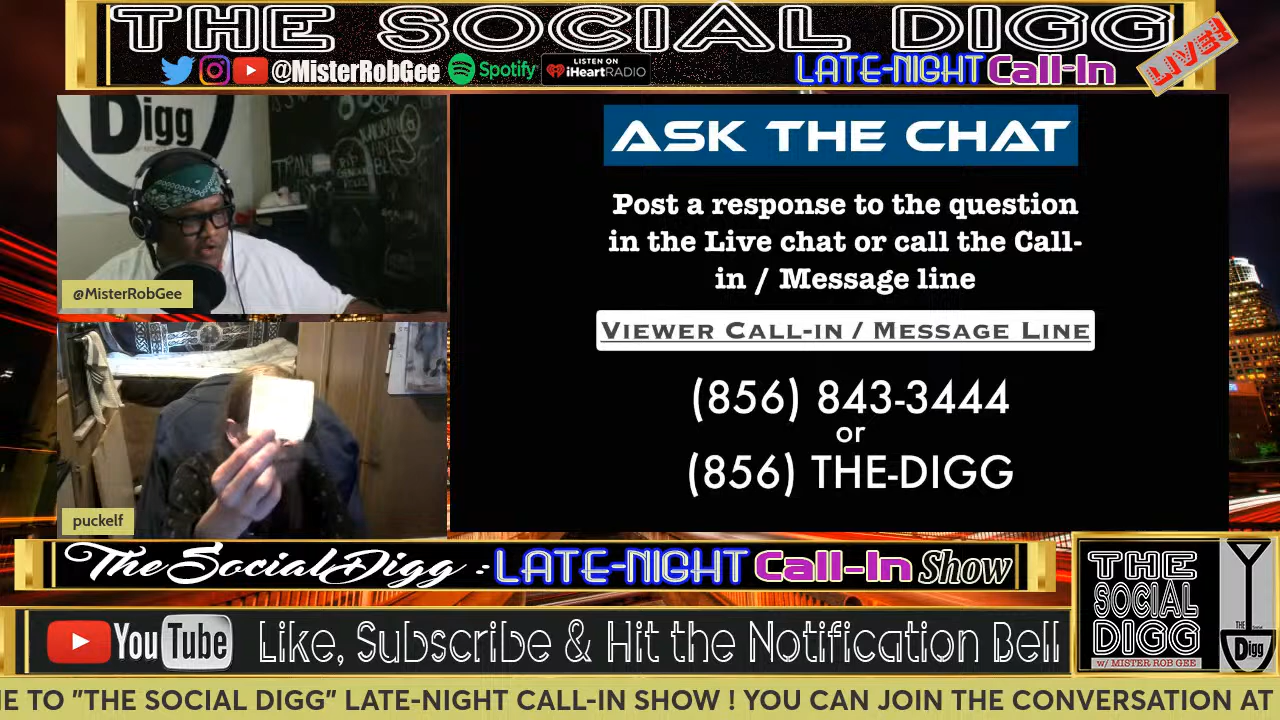 THE SOCIAL DIGG
@MisterRobGee
Spotify
LISTEN ON
iHeartRADIO
LATE-NIGHT Call-In
LIVE!
Digg
ASK THE CHAT
Post a response to the question
in the Live chat or call the Call-
in / Message line
VIEWER CALL-IN / MESSAGE LINE
(856) 843-3444
or
(856) THE-DIGG
@MisterRobGee
puckelf
The Social Digg : LATE-NIGHT Call-In Show
THE
SOCIAL
DIGG
W/ MISTER ROB GEE
THE
Digg
YouTube Like, Subscribe & Hit the Notification Bell
E TO "THE SOCIAL DIGG" LATE-NIGHT CALL-IN SHOW ! YOU CAN JOIN THE CONVERSATION AT